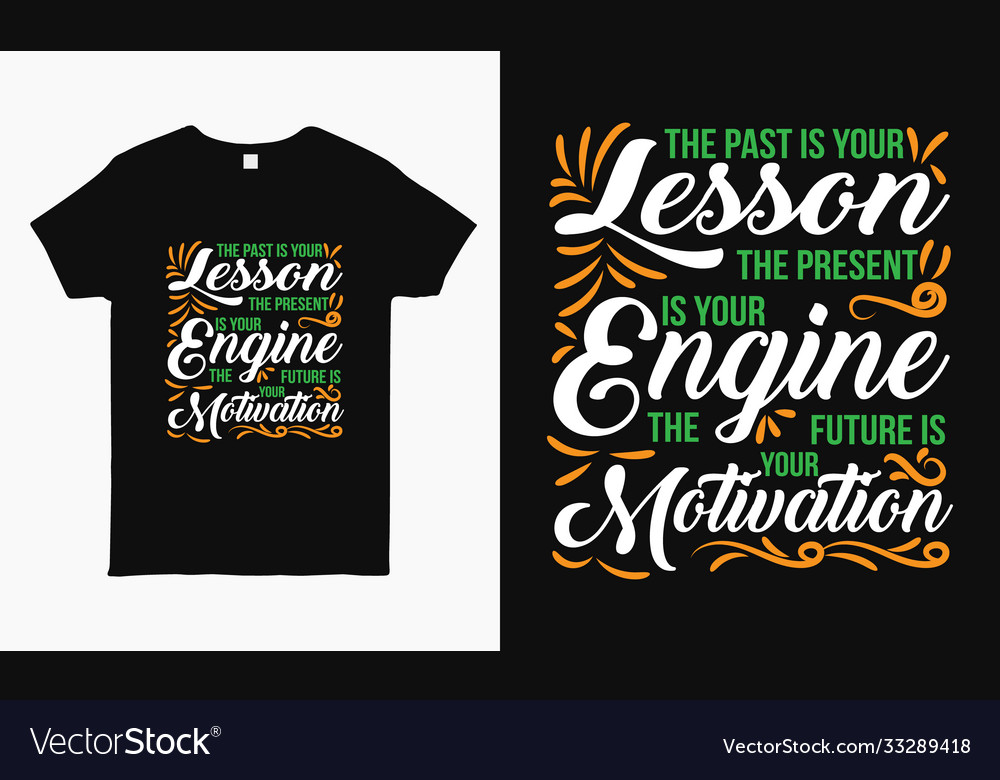 THE PAST IS YOUR
Lesson
THE PRESENT
IS YOUR
Engine
THE FUTURE IS
YOUR
Motivation
THE PAST IS YOUR
Lesson
THE PRESENT
IS YOUR
Engine
THE FUTURE IS
YOUR
Motivation
VectorStock®
VectorStock.com/33289418